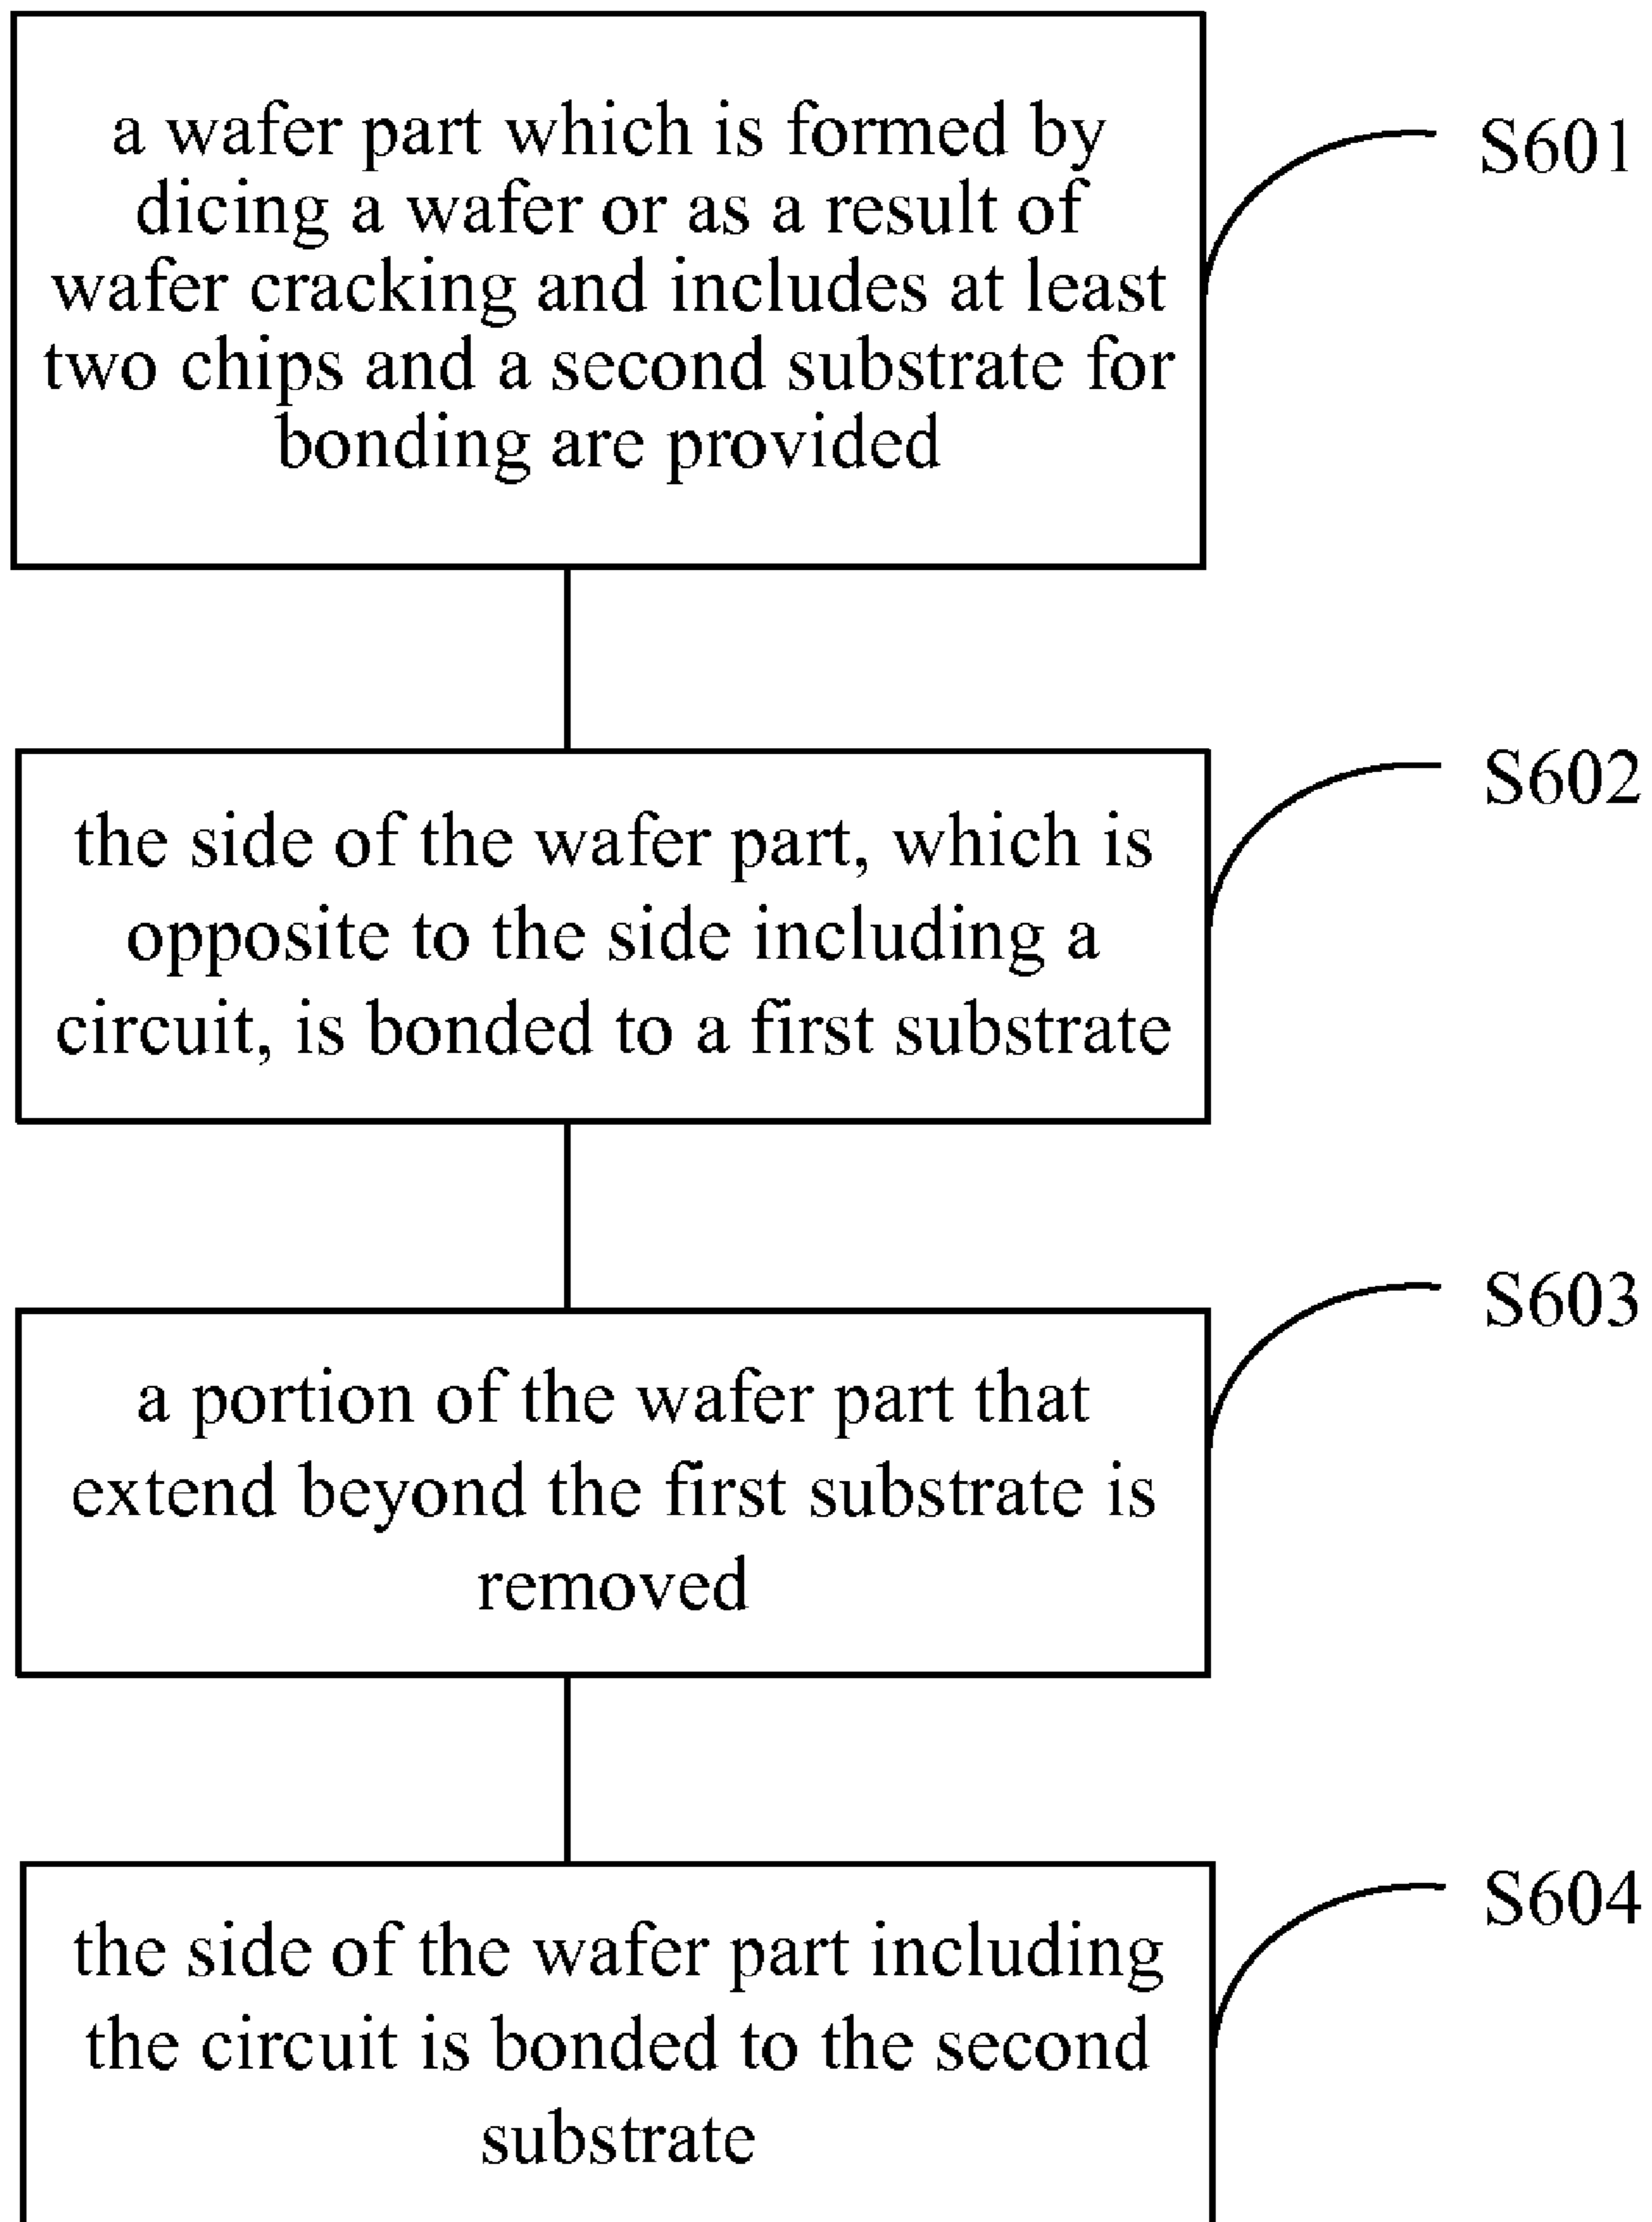 a wafer part which is formed by
dicing a wafer or as a result of
wafer cracking and includes at least
two chips and a second substrate for
bonding are provided
S601
the side of the wafer part, which is
opposite to the side including a
circuit, is bonded to a first substrate
S602
a portion of the wafer part that
extend beyond the first substrate is
removed
S603
the side of the wafer part including
the circuit is bonded to the second
substrate
S604